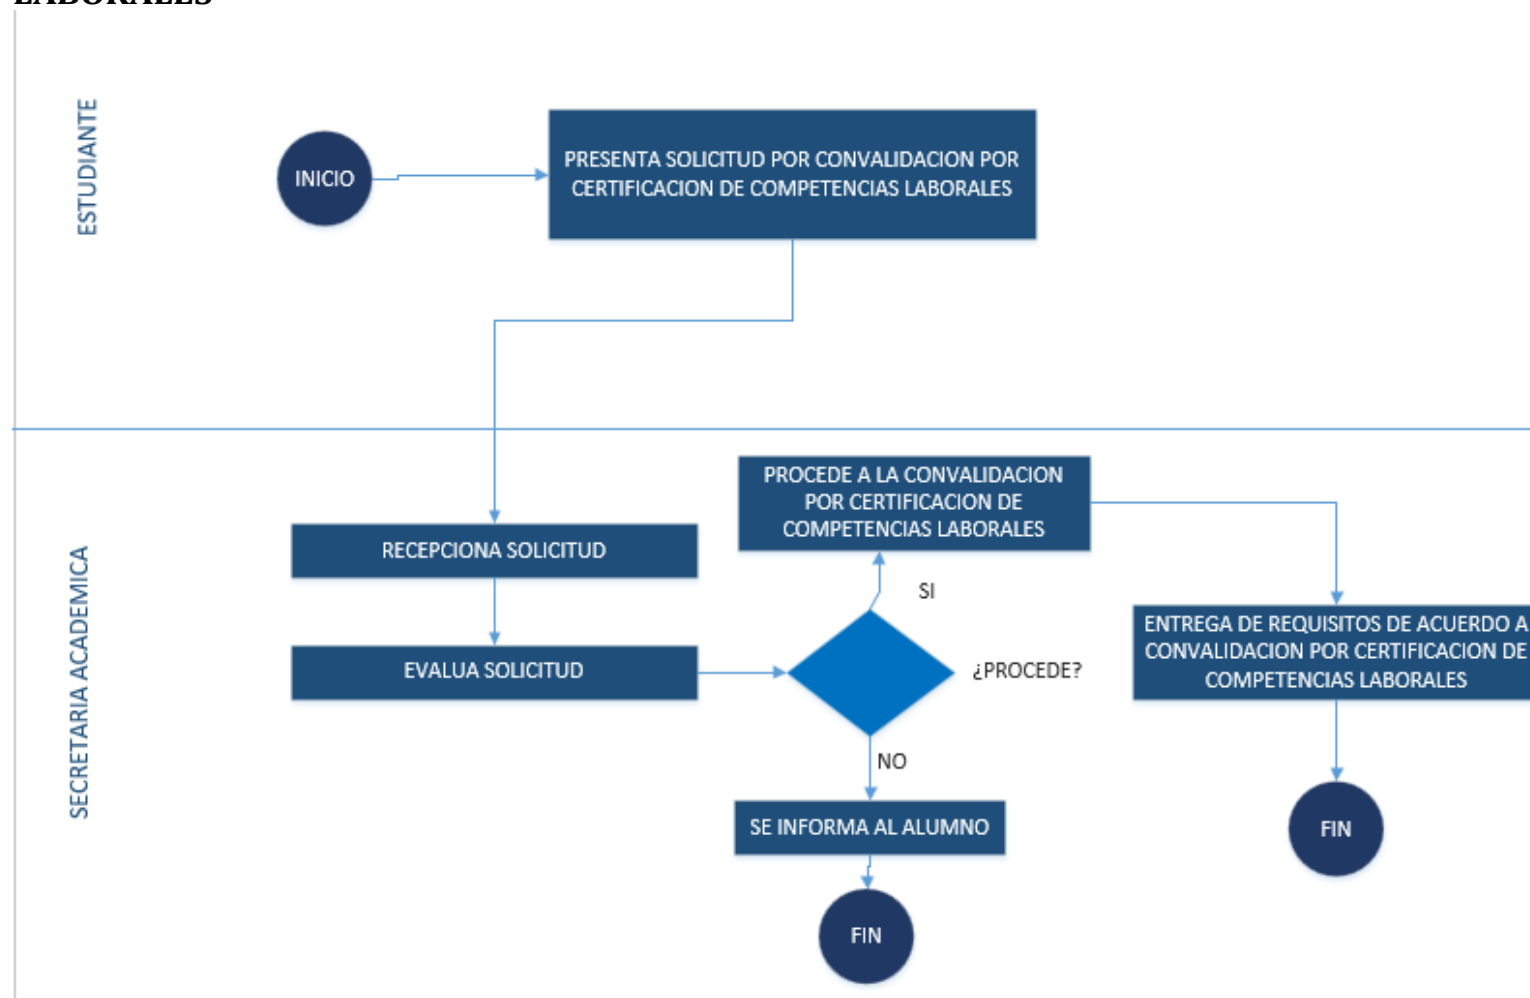 LABORALES
ESTUDIANTE
INICIO
PRESENTA SOLICITUD POR CONVALIDACION POR
CERTIFICACION DE COMPETENCIAS LABORALES
SECRETARIA ACADEMICA
RECEPCIONA SOLICITUD
EVALUA SOLICITUD
PROCEDE A LA CONVALIDACION
POR CERTIFICACION DE
COMPETENCIAS LABORALES
SI
¿PROCEDE?
NO
SE INFORMA AL ALUMNO
FIN
ENTREGA DE REQUISITOS DE ACUERDO A
CONVALIDACION POR CERTIFICACION DE
COMPETENCIAS LABORALES
FIN